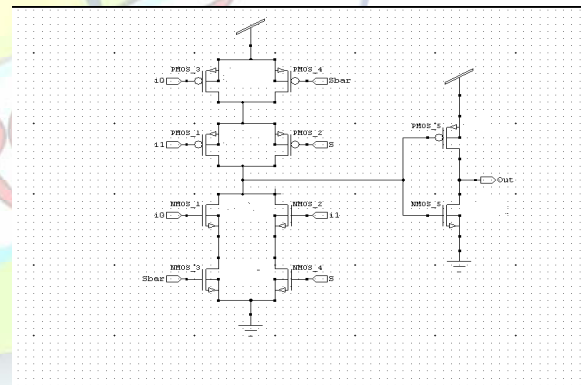 PMOS_3 PMOS_4
i0 Sbar
PMOS_1 PMOS_2
i1 S
PMOS_5
Out
NMOS_1 NMOS_2
i0 i1
NMOS_5
NMOS_3 NMOS_4
Sbar S